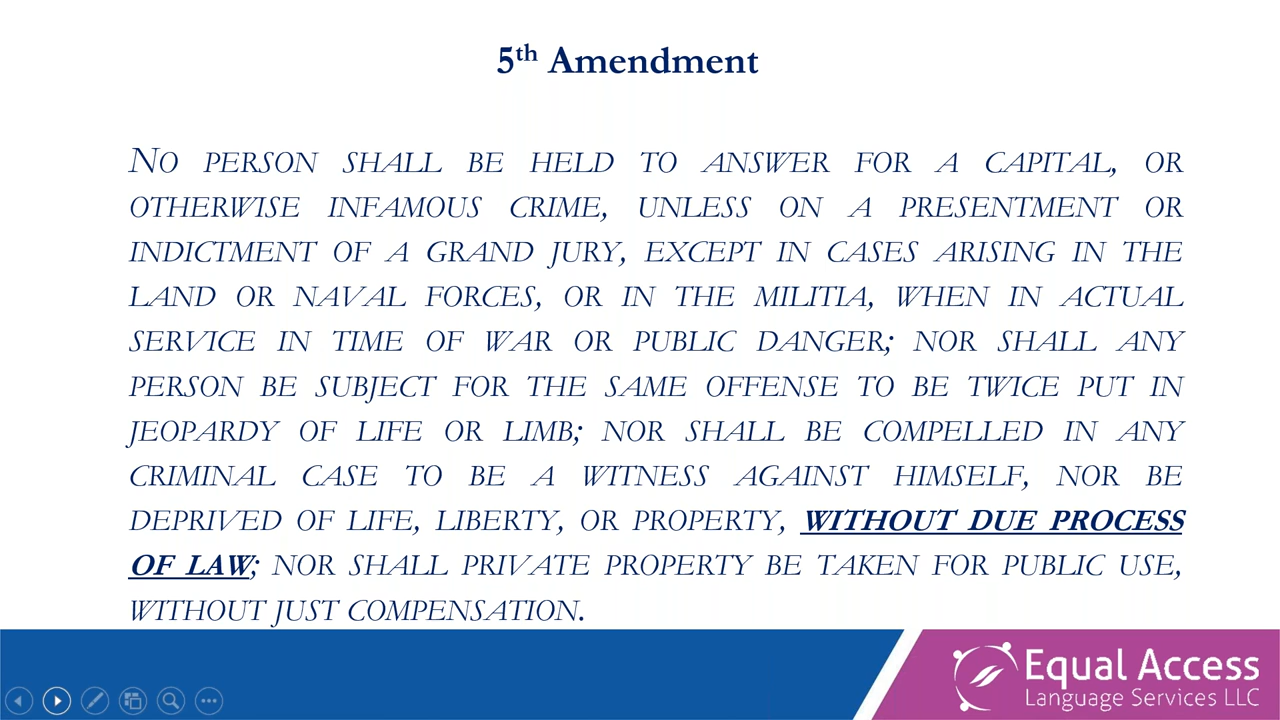 5th Amendment
NO PERSON SHALL BE HELD TO ANSWER FOR A CAPITAL, OR
OTHERWISE INFAMOUS CRIME, UNLESS ON A PRESENTMENT OR
INDICTMENT OF A GRAND JURY, EXCEPT IN CASES ARISING IN THE
LAND OR NAVAL FORCES, OR IN THE MILITIA, WHEN IN ACTUAL
SERVICE IN TIME OF WAR OR PUBLIC DANGER; NOR SHALL ANY
PERSON BE SUBJECT FOR THE SAME OFFENSE TO BE TWICE PUT IN
JEOPARDY OF LIFE OR LIMB; NOR SHALL BE COMPELLED IN ANY
CRIMINAL CASE TO BE A WITNESS AGAINST HIMSELF, NOR BE
DEPRIVED OF LIFE, LIBERTY, OR PROPERTY, WITHOUT DUE PROCESS
OF LAW; NOR SHALL PRIVATE PROPERTY BE TAKEN FOR PUBLIC USE,
WITHOUT JUST COMPENSATION.
Equal Access
Language Services LLC